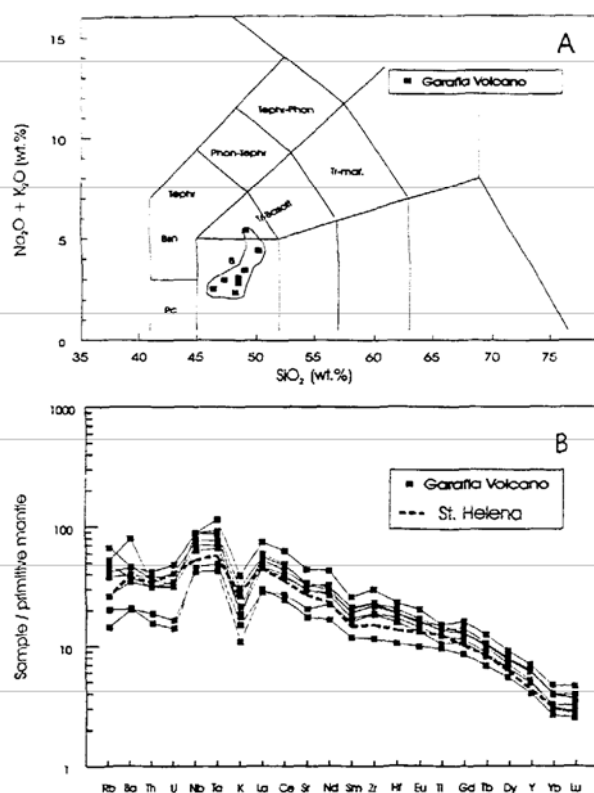 A
15
10
5
0
Na₂O + K₂O (wt.%)
Garafia Volcano
Tephr-Phon
Phon-Tephr
Tr-mar.
Tephr
Tr-Basalt
Bsn
B
Pc
35 40 45 50 55 60 65 70 75
SiO₂ (wt.%)
B
1000
100
10
1
Sample / primitive mantle
Garafia Volcano
St. Helena
Rb Ba Th U Nb Ta K La Ce Sr Nd Sm Zr Hf Eu Ti Gd Tb Dy Y Yb Lu